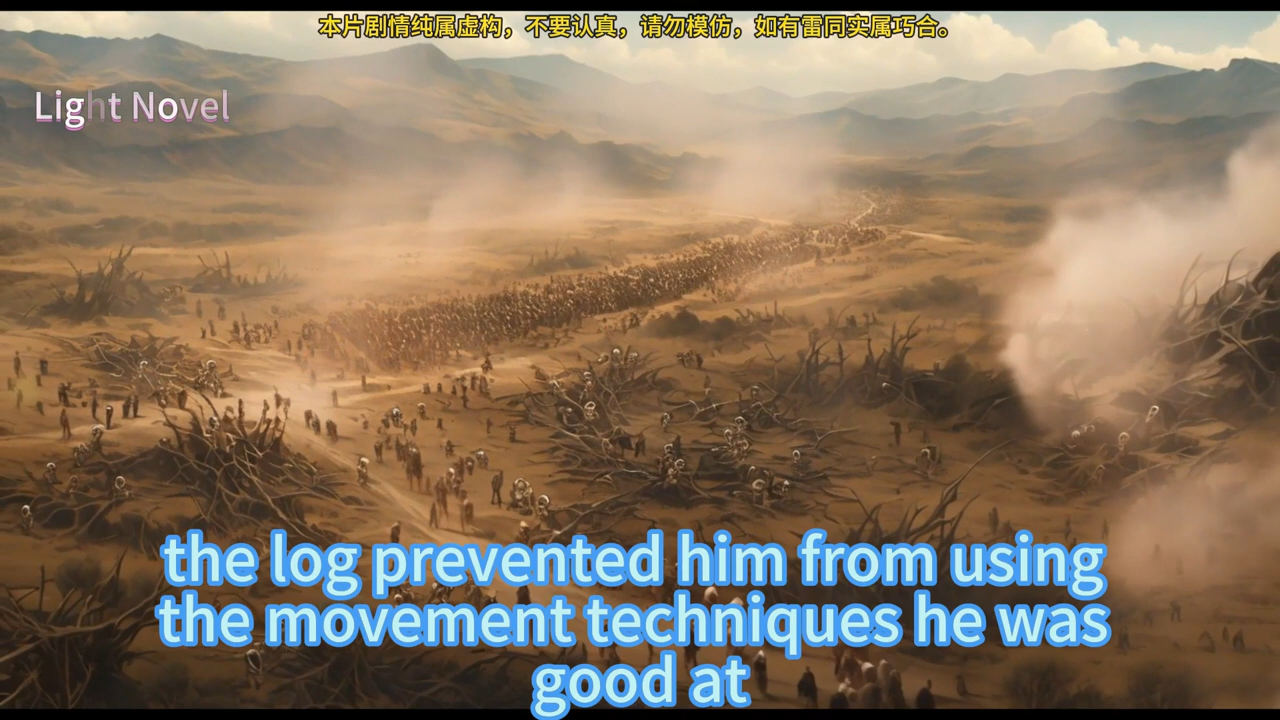 本片剧情纯属虚构，不要认真，请勿模仿，如有雷同实属巧合。
Light Novel
the log prevented him from using
the movement techniques he was
good at